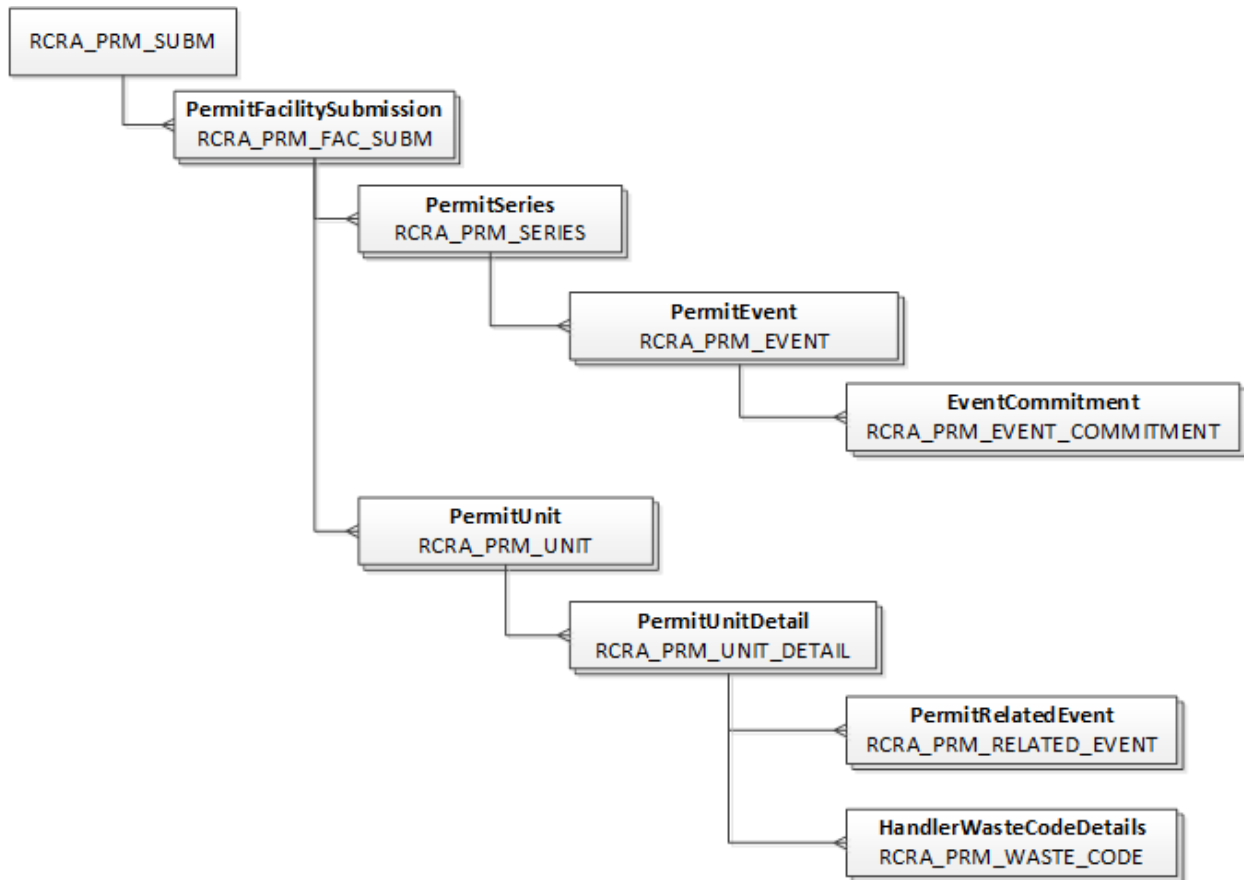 RCRA_PRM_SUBM
PermitFacilitySubmission
RCRA_PRM_FAC_SUBM
PermitSeries
RCRA_PRM_SERIES
PermitEvent
RCRA_PRM_EVENT
EventCommitment
RCRA_PRM_EVENT_COMMITMENT
PermitUnit
RCRA_PRM_UNIT
PermitUnitDetail
RCRA_PRM_UNIT_DETAIL
PermitRelatedEvent
RCRA_PRM_RELATED_EVENT
HandlerWasteCodeDetails
RCRA_PRM_WASTE_CODE